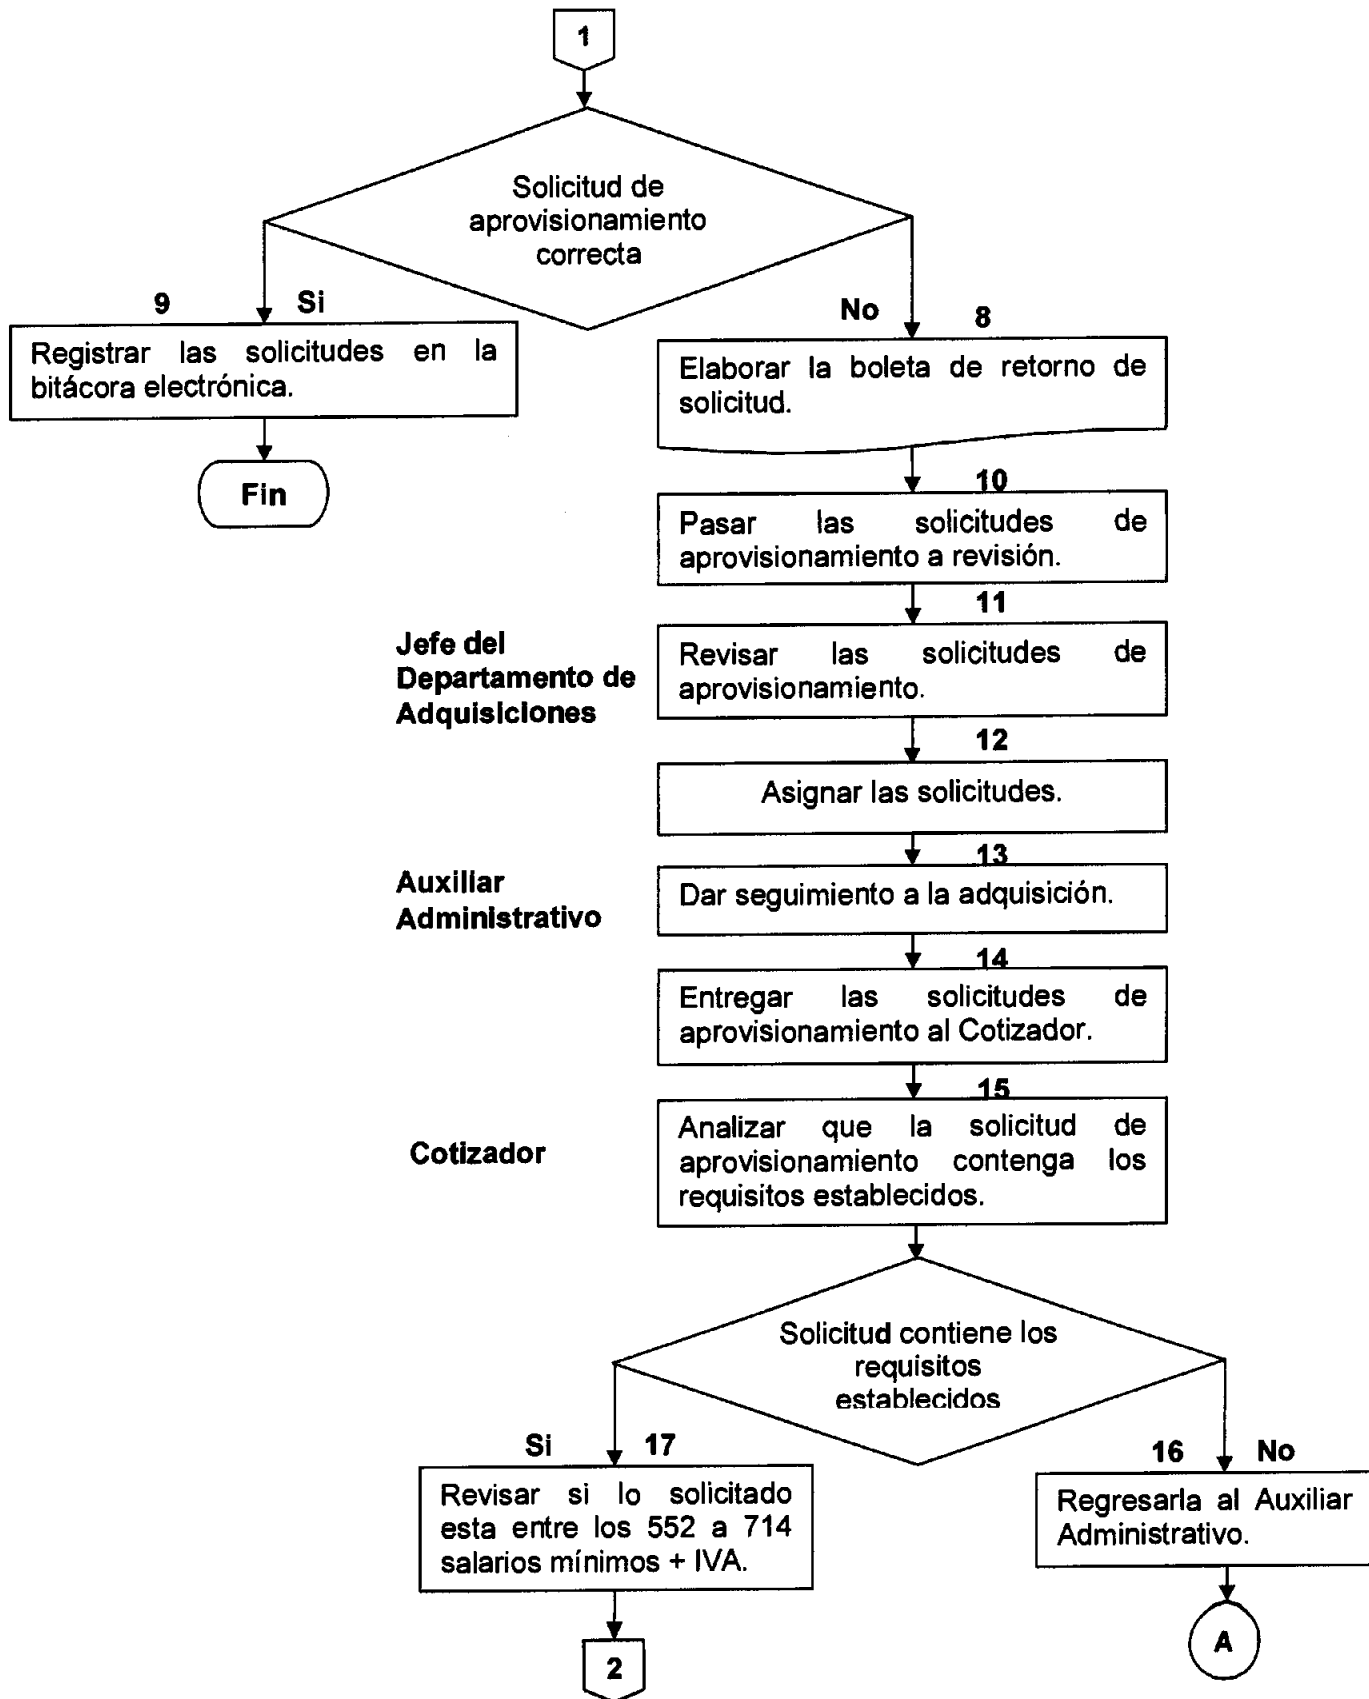 1
Solicitud de
aprovisionamiento
correcta
9 Si
No 8
Registrar las solicitudes en la
bitácora electrónica.
Fin
Elaborar la boleta de retorno de
solicitud.
10
Pasar las solicitudes de
aprovisionamiento a revisión.
11
Jefe del
Departamento de
Adquisiciones
Revisar las solicitudes de
aprovisionamiento.
12
Asignar las solicitudes.
13
Auxiliar
Administrativo
Dar seguimiento a la adquisición.
14
Entregar las solicitudes de
aprovisionamiento al Cotizador.
15
Cotizador
Analizar que la solicitud de
aprovisionamiento contenga los
requisitos establecidos.
Solicitud contiene los
requisitos
establecidos
Si 17
16 No
Revisar si lo solicitado
esta entre los 552 a 714
salarios mínimos + IVA.
Regresarla al Auxiliar
Administrativo.
2
A